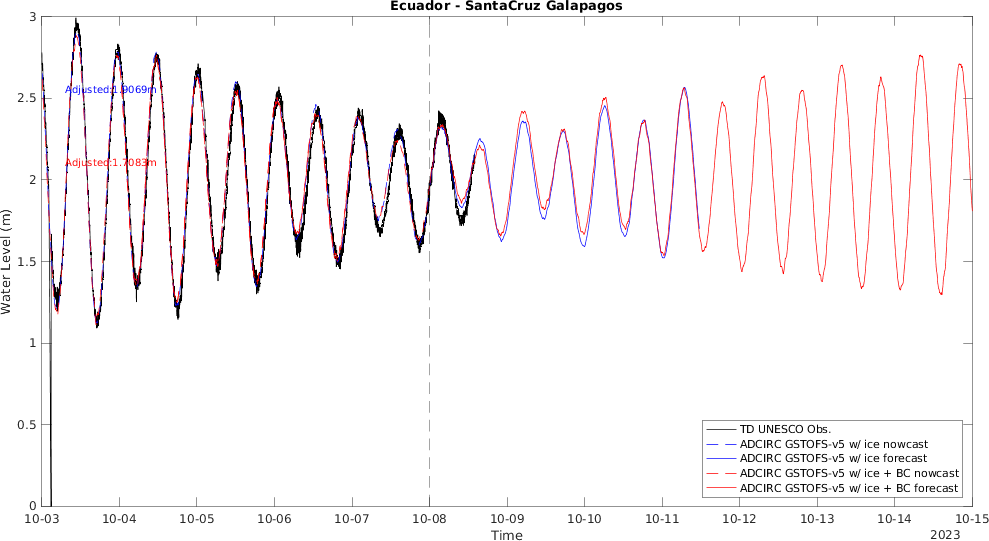 Ecuador - SantaCruz Galapagos
3
2.5
2
1.5
1
0.5
0
Water Level (m)
Adjusted:1.9069m
Adjusted:1.7083m
TD UNESCO Obs.
ADCIRC GSTOFS-v5 w/ ice nowcast
ADCIRC GSTOFS-v5 w/ ice forecast
ADCIRC GSTOFS-v5 w/ ice + BC nowcast
ADCIRC GSTOFS-v5 w/ ice + BC forecast
10-03 10-04 10-05 10-06 10-07 10-08 10-09 10-10 10-11 10-12 10-13 10-14 10-15
Time
2023